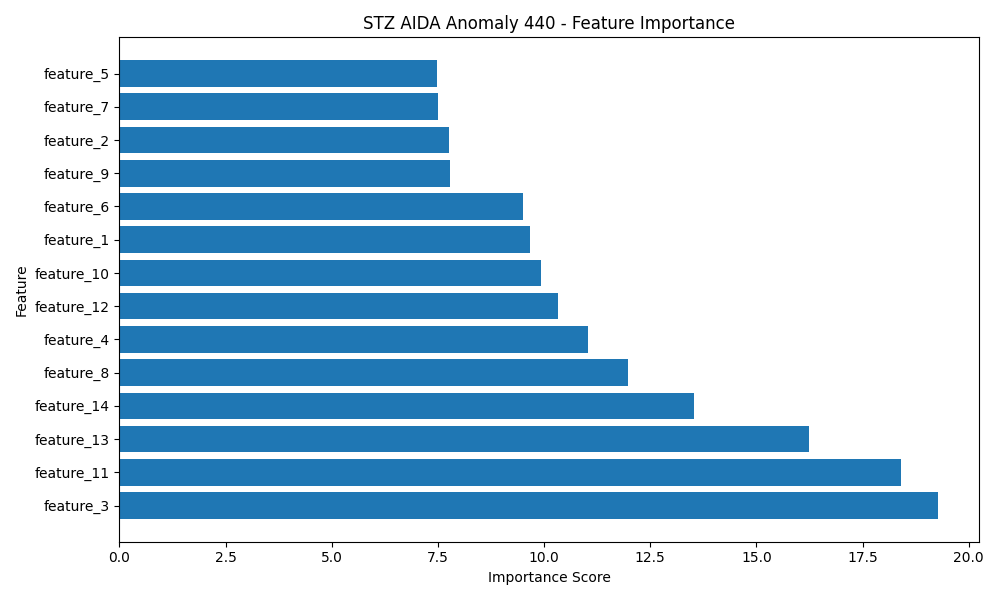 STZ AIDA Anomaly 440 - Feature Importance
feature_5
feature_7
feature_2
feature_9
feature_6
feature_1
feature_10
feature_12
feature_4
feature_8
feature_14
feature_13
feature_11
feature_3
Feature
0.0 2.5 5.0 7.5 10.0 12.5 15.0 17.5 20.0
Importance Score